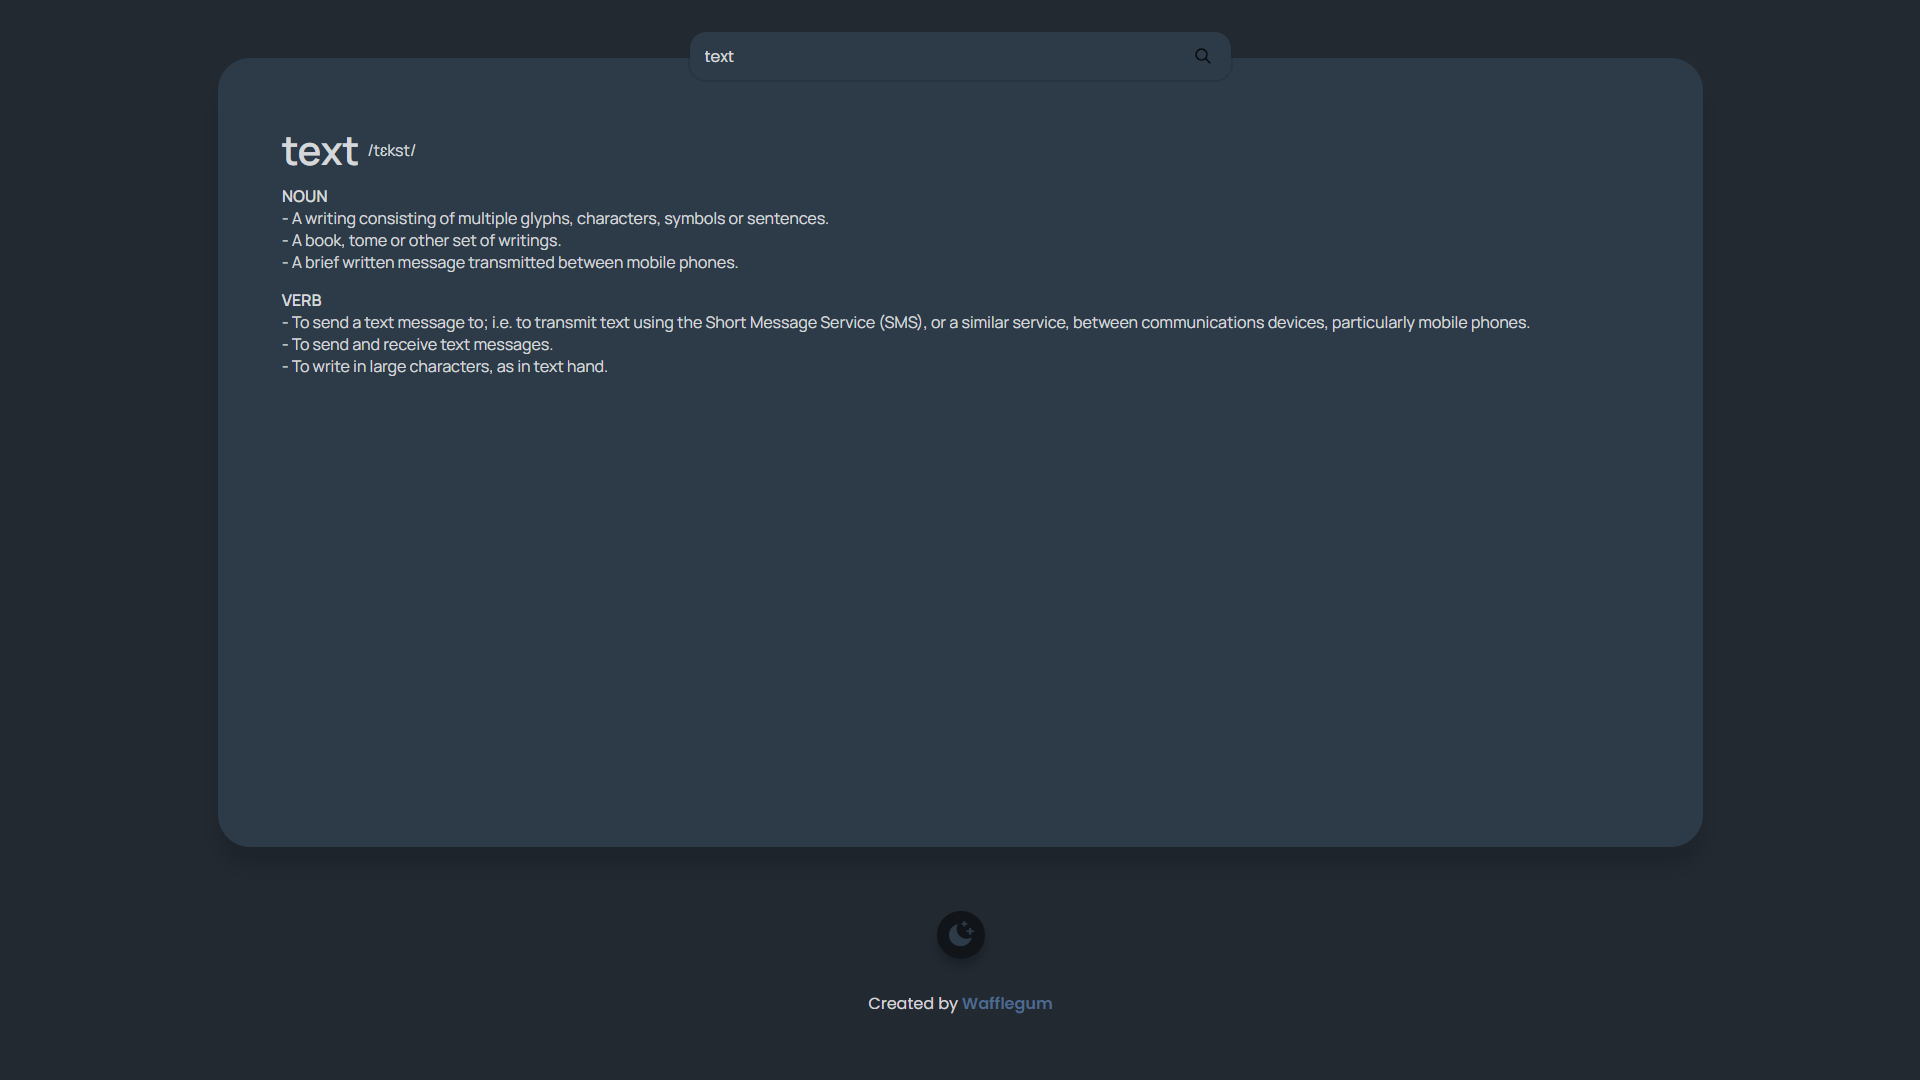 text
text /tɛkst/
NOUN
- A writing consisting of multiple glyphs, characters, symbols or sentences.
- A book, tome or other set of writings.
- A brief written message transmitted between mobile phones.
VERB
- To send a text message to; i.e. to transmit text using the Short Message Service (SMS), or a similar service, between communications devices, particularly mobile phones.
- To send and receive text messages.
- To write in large characters, as in text hand.
Created by Wafflegum